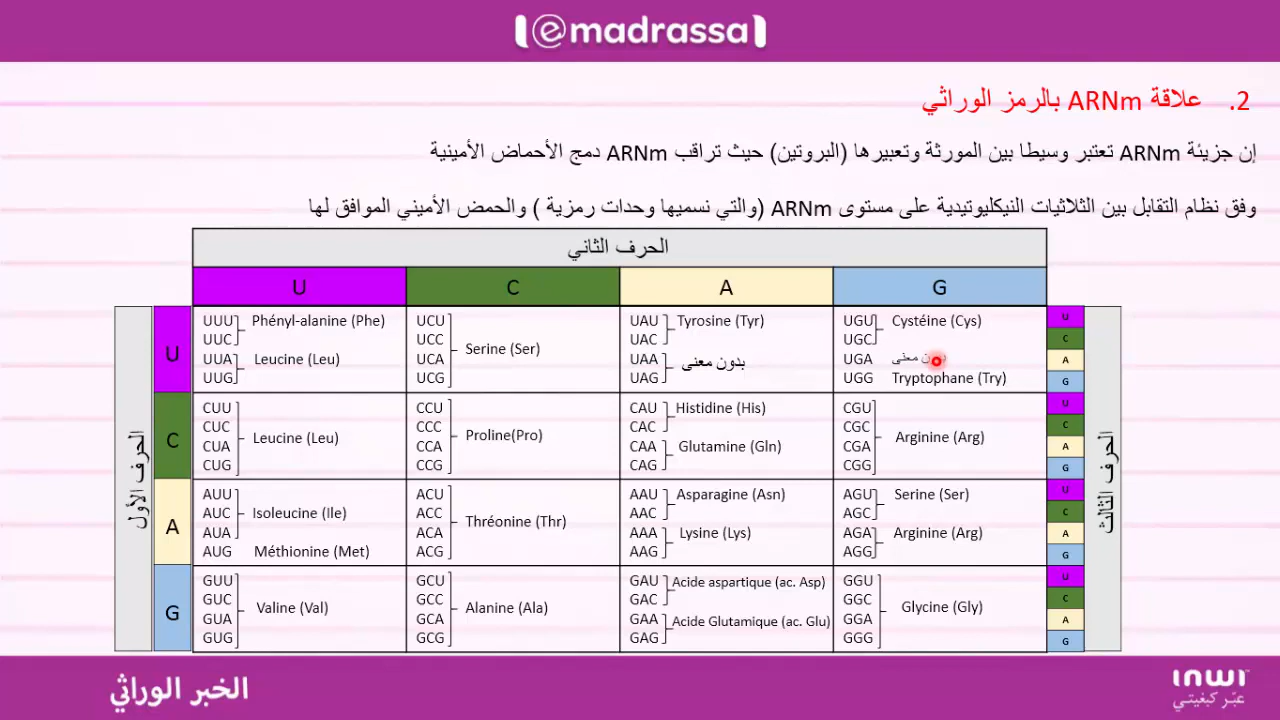 @madrassa
2. علاقة ARNm بالرمز الوراثي
إن جزيئة ARNm تعتبر وسيطا بين المورثة وتعبيرها (البروتين) حيث تراقب ARNm دمج الأحماض الأمينية
وفق نظام التقابل بين الثلاثيات النيكليوتيدية على مستوى ARNm (والتي نسميها وحدات رمزية ) والحمض الأميني الموافق لها
الحرف الثاني
U C A G
الحرف الأول
الحرف الثالث
U
UUU Phényl-alanine (Phe) UCU UAU Tyrosine (Tyr) UGU Cystéine (Cys) U
UUC UCC Serine (Ser) UAC UGC C
UUA Leucine (Leu) UCA UAA بدون معنى UGA بدون معنى A
UUG UCG UAG UGG Tryptophane (Try) G
C
CUU CCU CAU Histidine (His) CGU U
CUC Leucine (Leu) CCC Proline(Pro) CAC CGC Arginine (Arg) C
CUA CCA CAA Glutamine (Gln) CGA A
CUG CCG CAG CGG G
A
AUU ACU AAU Asparagine (Asn) AGU Serine (Ser) U
AUC Isoleucine (Ile) ACC Thréonine (Thr) AAC AGC C
AUA ACA AAA Lysine (Lys) AGA Arginine (Arg) A
AUG Méthionine (Met) ACG AAG AGG G
G
GUU GCU GAU Acide aspartique (ac. Asp) GGU U
GUC Valine (Val) GCC Alanine (Ala) GAC GGC Glycine (Gly) C
GUA GCA GAA Acide Glutamique (ac. Glu) GGA A
GUG GCG GAG GGG G
الخبر الوراثي
inwi
عبّر كيبغيتي